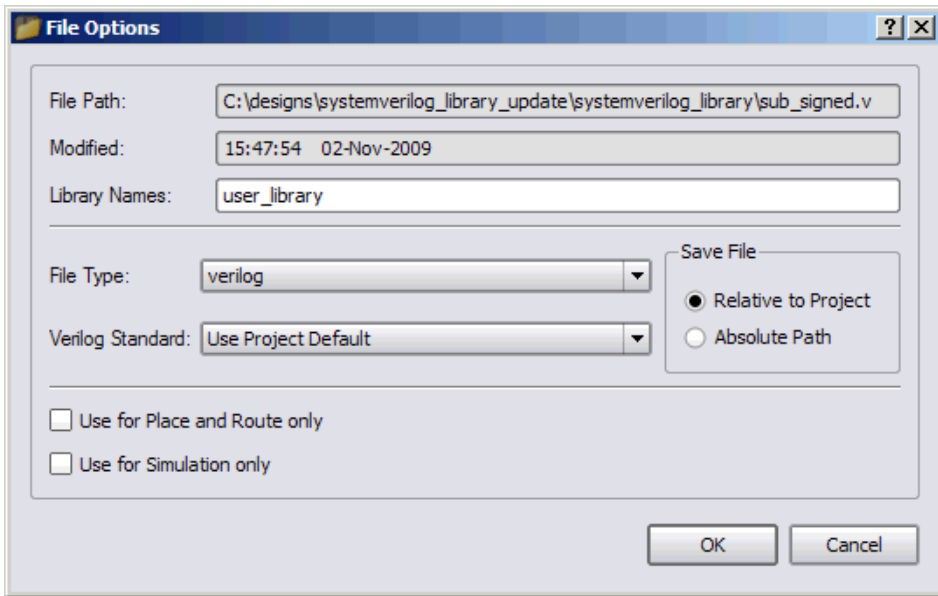 File Options
File Path: C:\designs\systemverilog_library_update\systemverilog_library\sub_signed.v
Modified: 15:47:54 02-Nov-2009
Library Names: user_library
Save File
File Type: verilog
Relative to Project
Verilog Standard: Use Project Default
Absolute Path
Use for Place and Route only
Use for Simulation only
OK Cancel